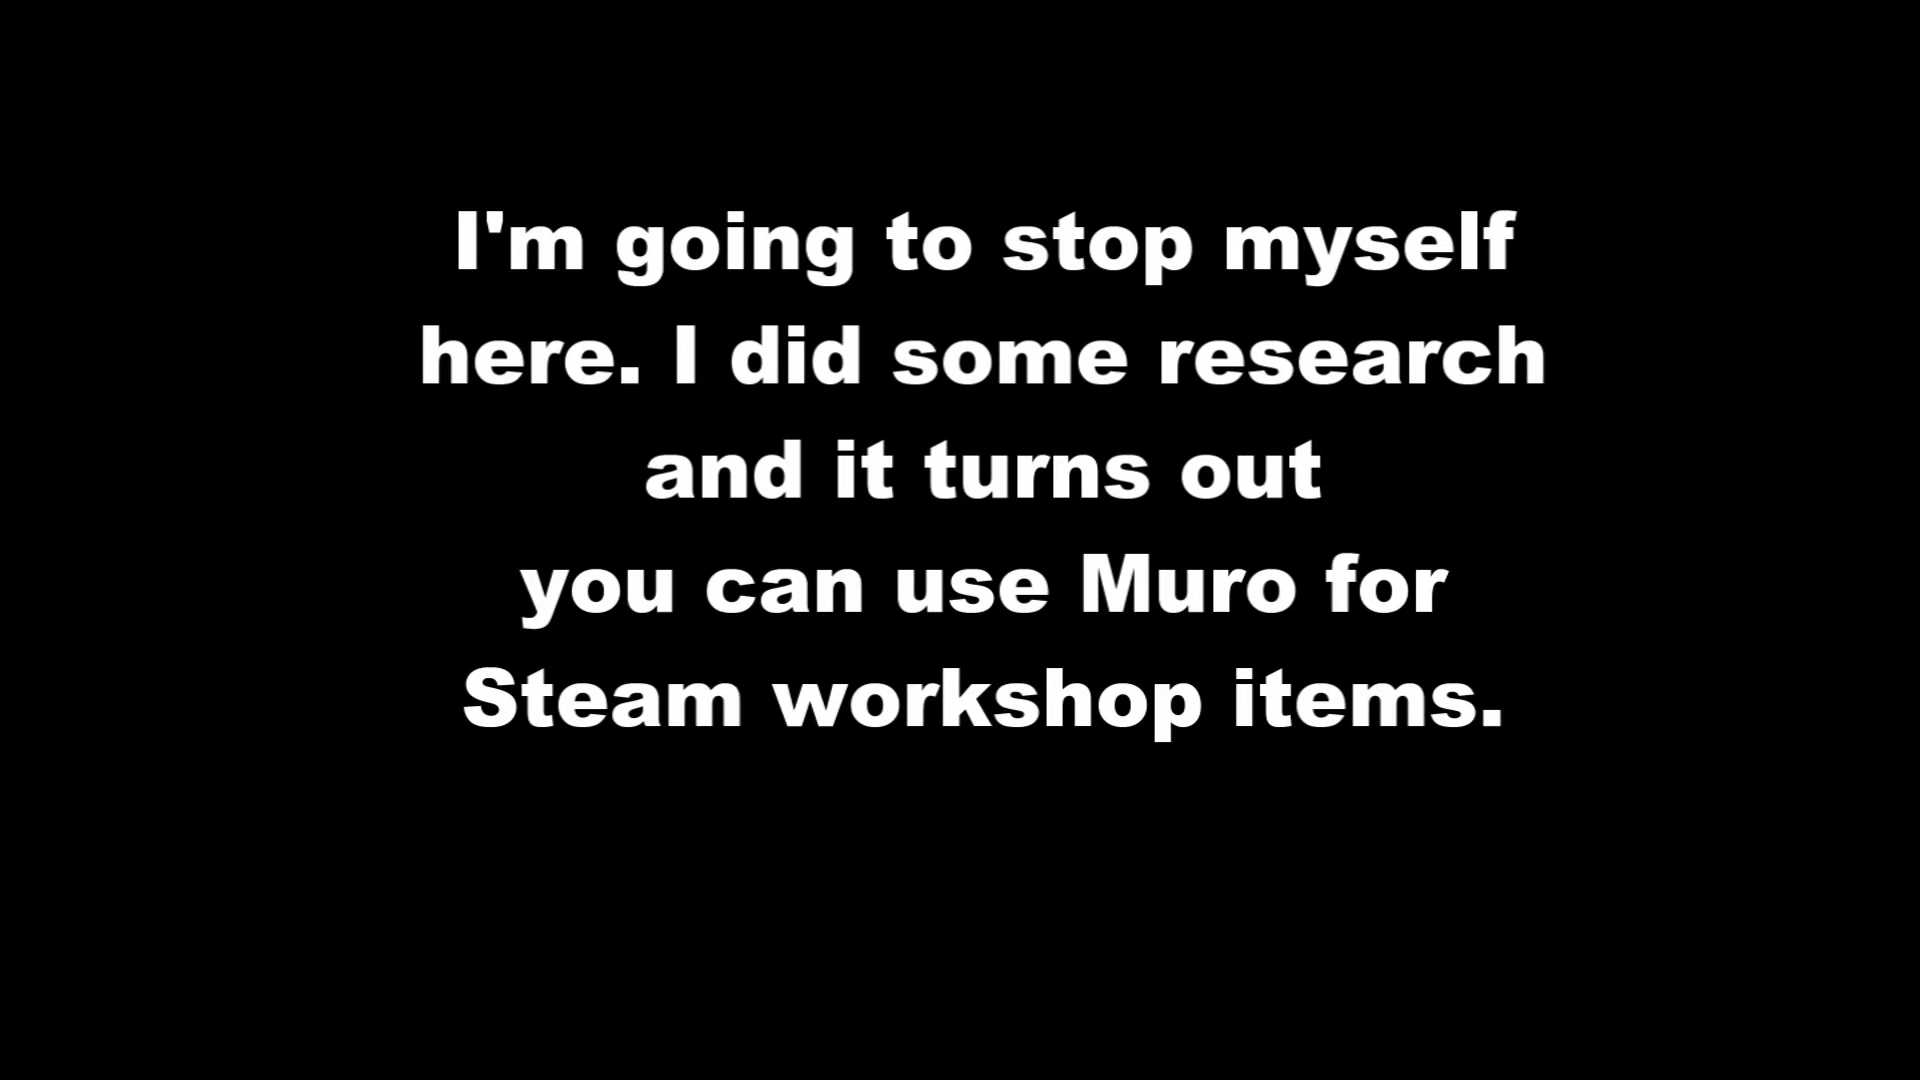 I'm going to stop myself
here. I did some research
and it turns out
you can use Muro for
Steam workshop items.